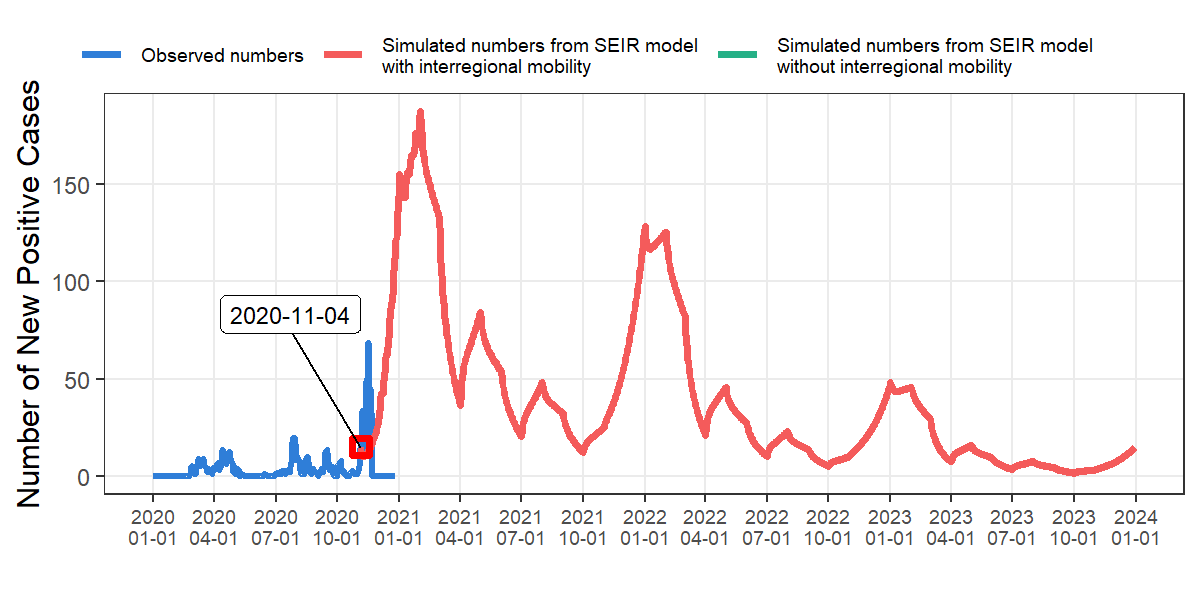 Observed numbers
Simulated numbers from SEIR model
with interregional mobility
Simulated numbers from SEIR model
without interregional mobility
Number of New Positive Cases
150
100
50
0
2020-11-04
2020 2020 2020 2020 2021 2021 2021 2021 2022 2022 2022 2022 2023 2023 2023 2023 2024
01-01 04-01 07-01 10-01 01-01 04-01 07-01 10-01 01-01 04-01 07-01 10-01 01-01 04-01 07-01 10-01 01-01